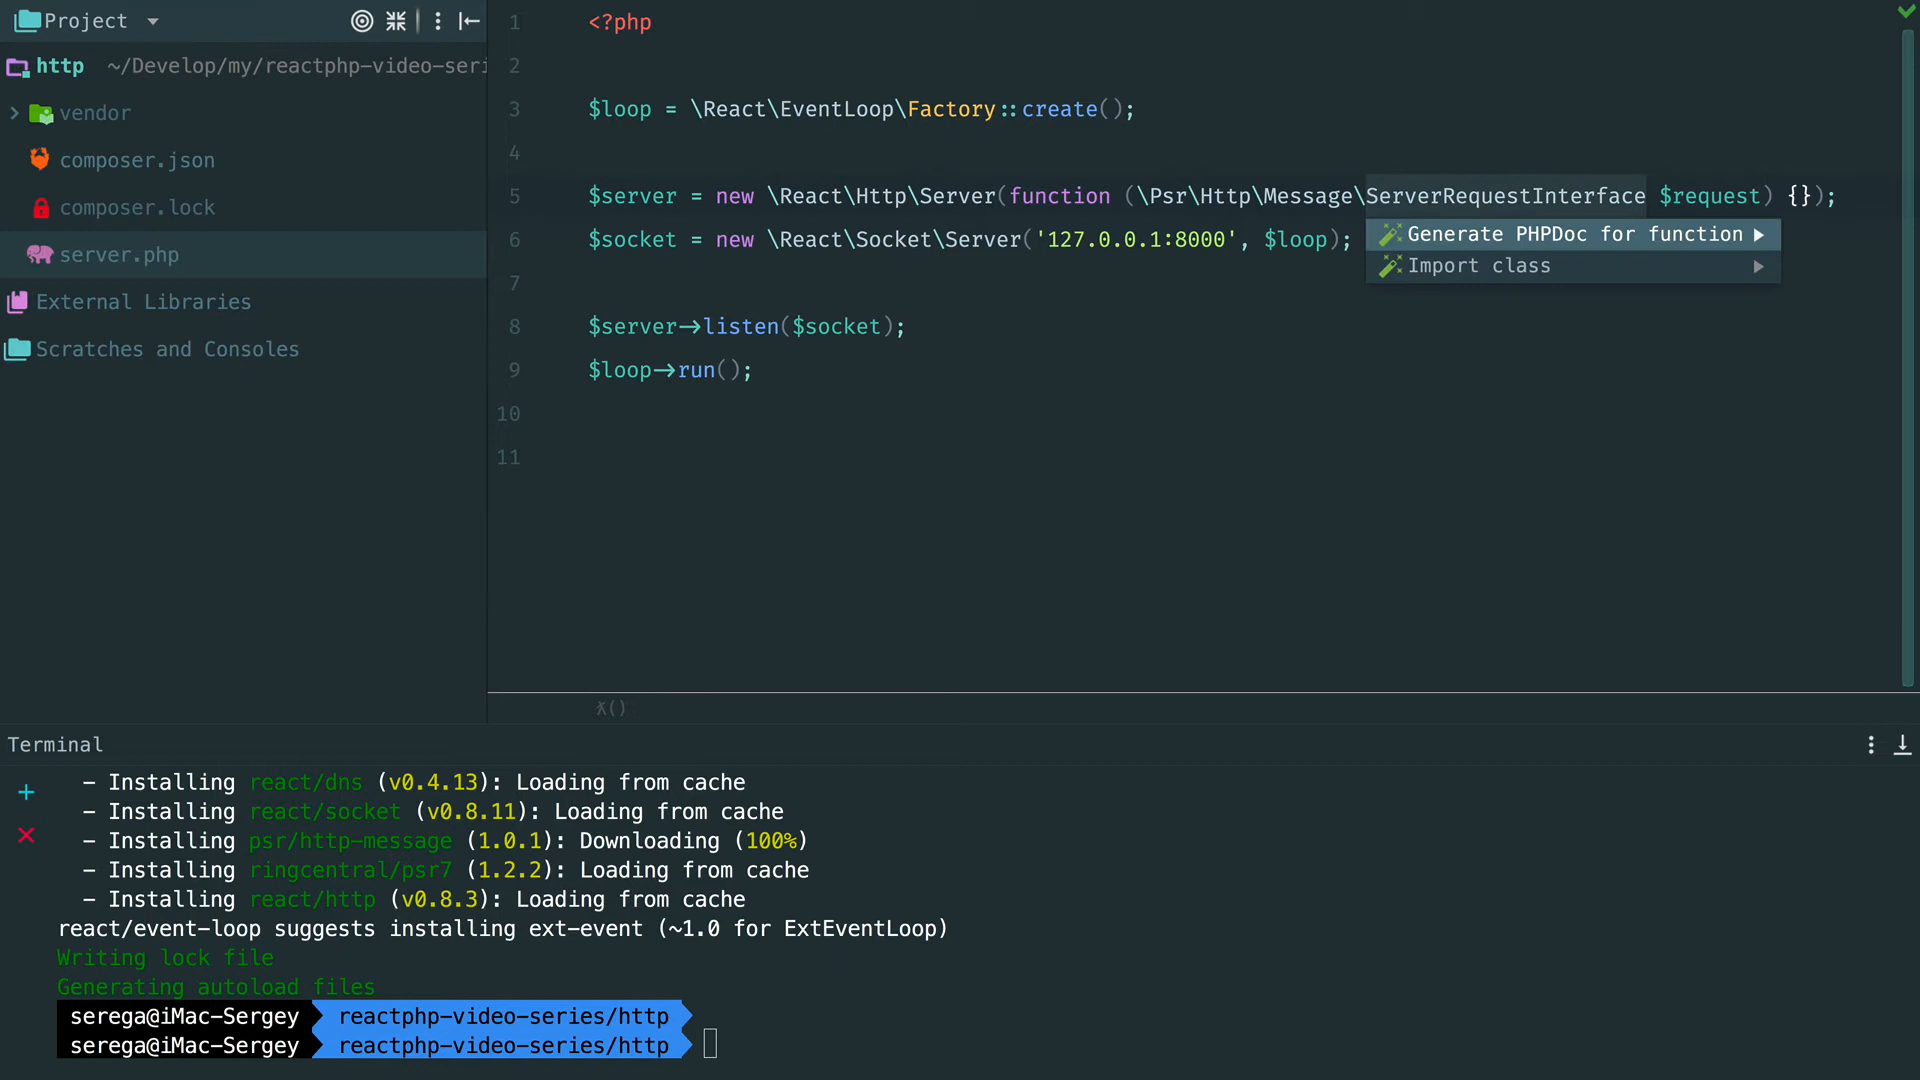 Project
http ~/Develop/my/reactphp-video-seri
vendor
composer.json
composer.lock
server.php
External Libraries
Scratches and Consoles
1 <?php
2
3 $loop = \React\EventLoop\Factory::create();
4
5 $server = new \React\Http\Server(function (\Psr\Http\Message\ServerRequestInterface $request) {});
6 $socket = new \React\Socket\Server('127.0.0.1:8000', $loop);
Generate PHPDoc for function
Import class
7
8 $server->listen($socket);
9 $loop->run();
10
11
λ()
Terminal
- Installing react/dns (v0.4.13): Loading from cache
- Installing react/socket (v0.8.11): Loading from cache
- Installing psr/http-message (1.0.1): Downloading (100%)
- Installing ringcentral/psr7 (1.2.2): Loading from cache
- Installing react/http (v0.8.3): Loading from cache
react/event-loop suggests installing ext-event (~1.0 for ExtEventLoop)
Writing lock file
Generating autoload files
serega@iMac-Sergey reactphp-video-series/http
serega@iMac-Sergey reactphp-video-series/http